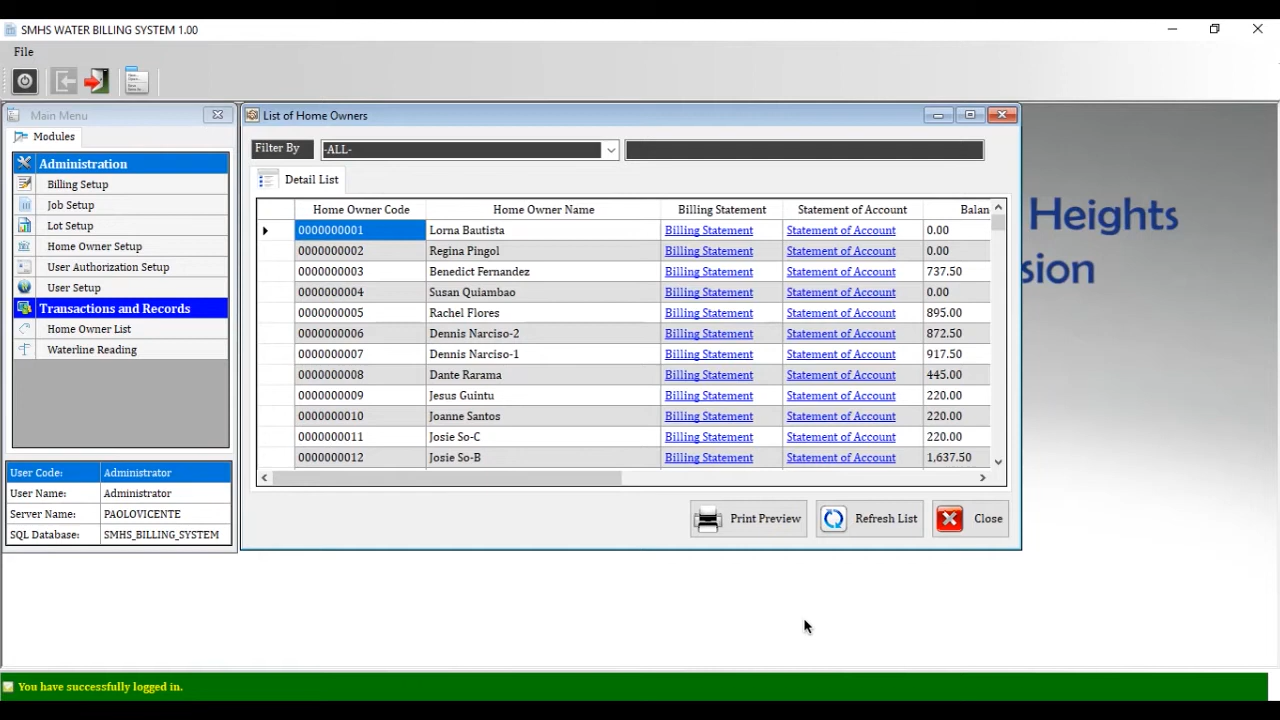 SMHS WATER BILLING SYSTEM 1.00
File
Main Menu
Modules
Administration
Billing Setup
Job Setup
Lot Setup
Home Owner Setup
User Authorization Setup
User Setup
Transactions and Records
Home Owner List
Waterline Reading
User Code: Administrator
User Name: Administrator
Server Name: PAOLOVICENTE
SQL Database: SMHS_BILLING_SYSTEM
List of Home Owners
Filter By -ALL-
Detail List
Home Owner Code Home Owner Name Billing Statement Statement of Account Balan
0000000001 Lorna Bautista Billing Statement Statement of Account 0.00
0000000002 Regina Pingol Billing Statement Statement of Account 0.00
0000000003 Benedict Fernandez Billing Statement Statement of Account 737.50
0000000004 Susan Quiambao Billing Statement Statement of Account 0.00
0000000005 Rachel Flores Billing Statement Statement of Account 895.00
0000000006 Dennis Narciso-2 Billing Statement Statement of Account 872.50
0000000007 Dennis Narciso-1 Billing Statement Statement of Account 917.50
0000000008 Dante Rarama Billing Statement Statement of Account 445.00
0000000009 Jesus Guintu Billing Statement Statement of Account 220.00
0000000010 Joanne Santos Billing Statement Statement of Account 220.00
0000000011 Josie So-C Billing Statement Statement of Account 220.00
0000000012 Josie So-B Billing Statement Statement of Account 1,637.50
Print Preview Refresh List Close
Heights
sion
You have successfully logged in.